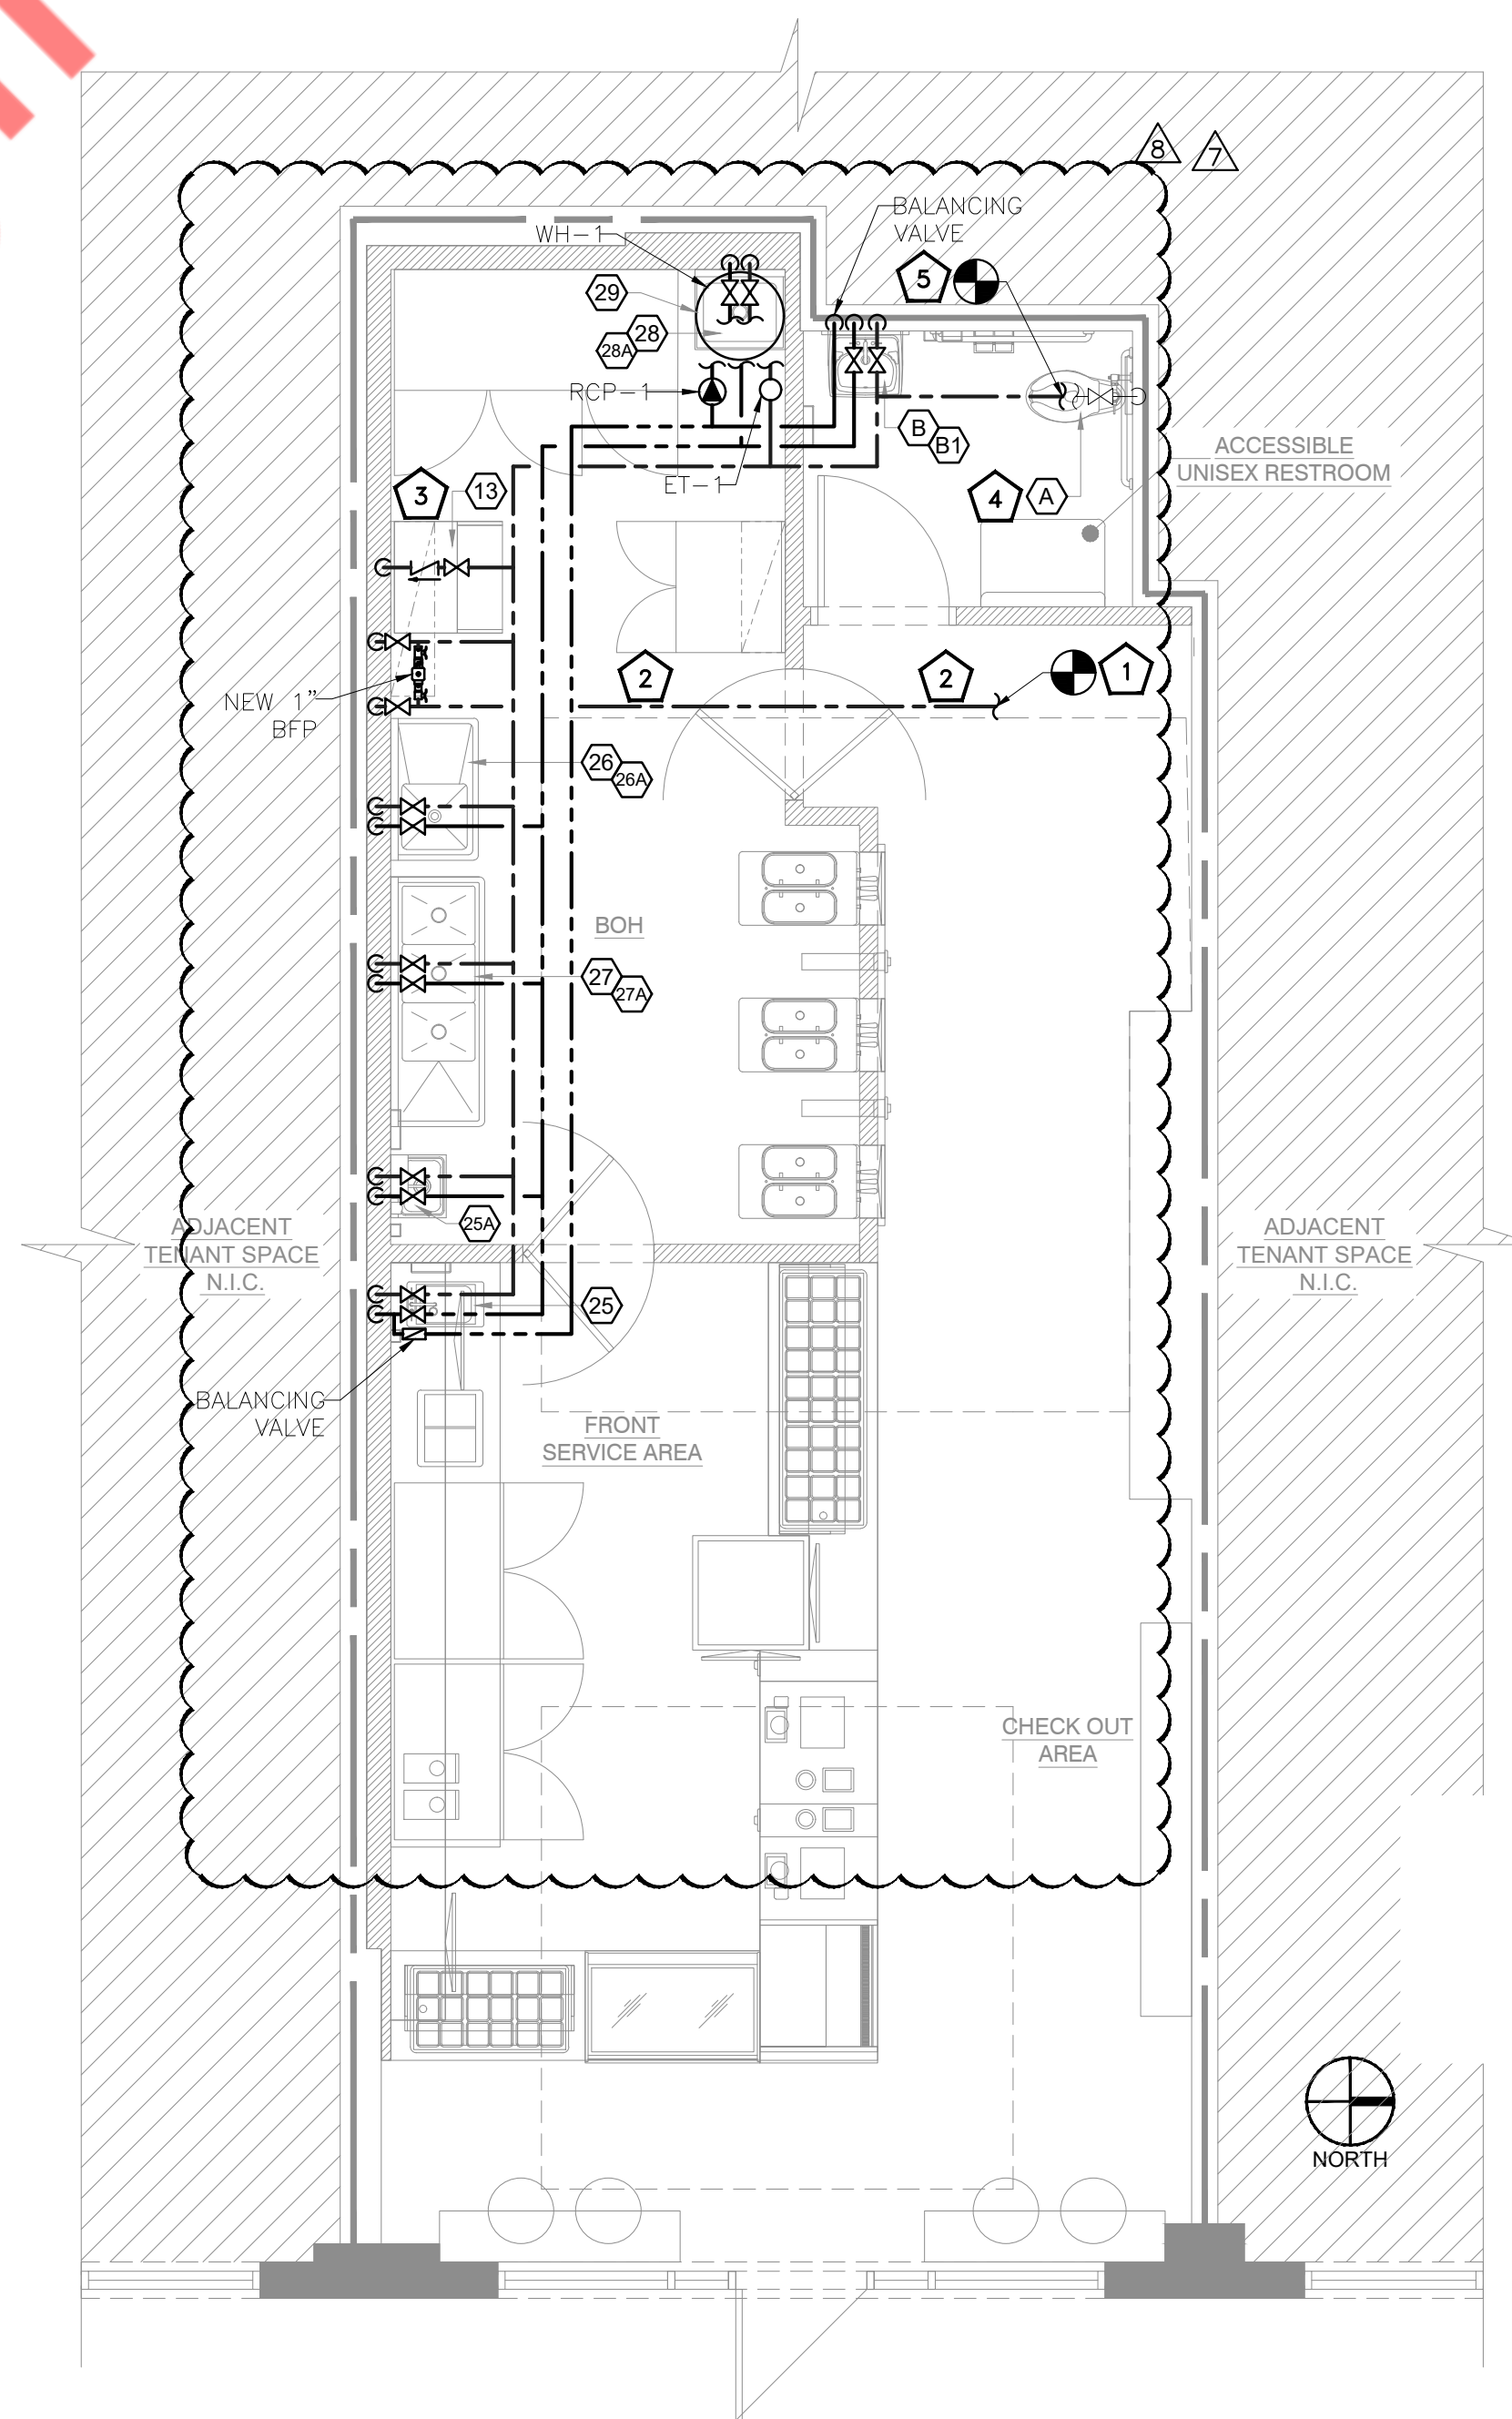 8
7
BALANCING
VALVE
WH-1
5
29
28
28A
RCP-1
B
B1
ACCESSIBLE
UNISEX RESTROOM
3
13
ET-1
4
A
2
2
1
NEW 1"
BFP
26
26A
BOH
27
27A
25A
ADJACENT
TENANT SPACE
N.I.C.
ADJACENT
TENANT SPACE
N.I.C.
25
BALANCING
VALVE
FRONT
SERVICE AREA
CHECK OUT
AREA
NORTH